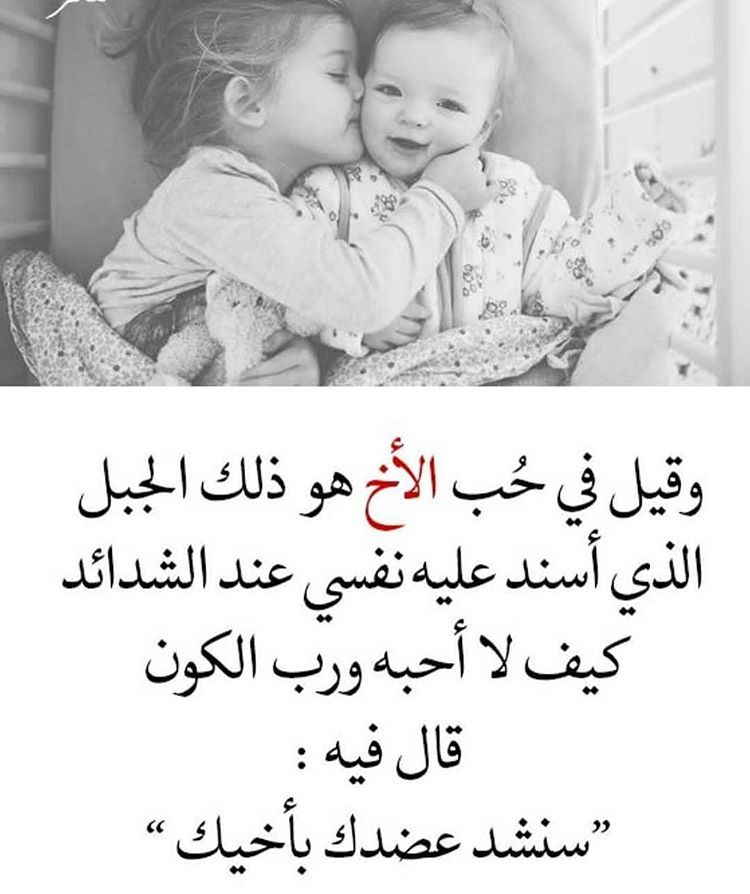 وقيل في حُب الأخ هو ذلك الجبل
الذي أسند عليه نفسي عند الشدائد
كيف لا أحبه ورب الكون
قال فيه :
”سنشد عضدك بأخيك “